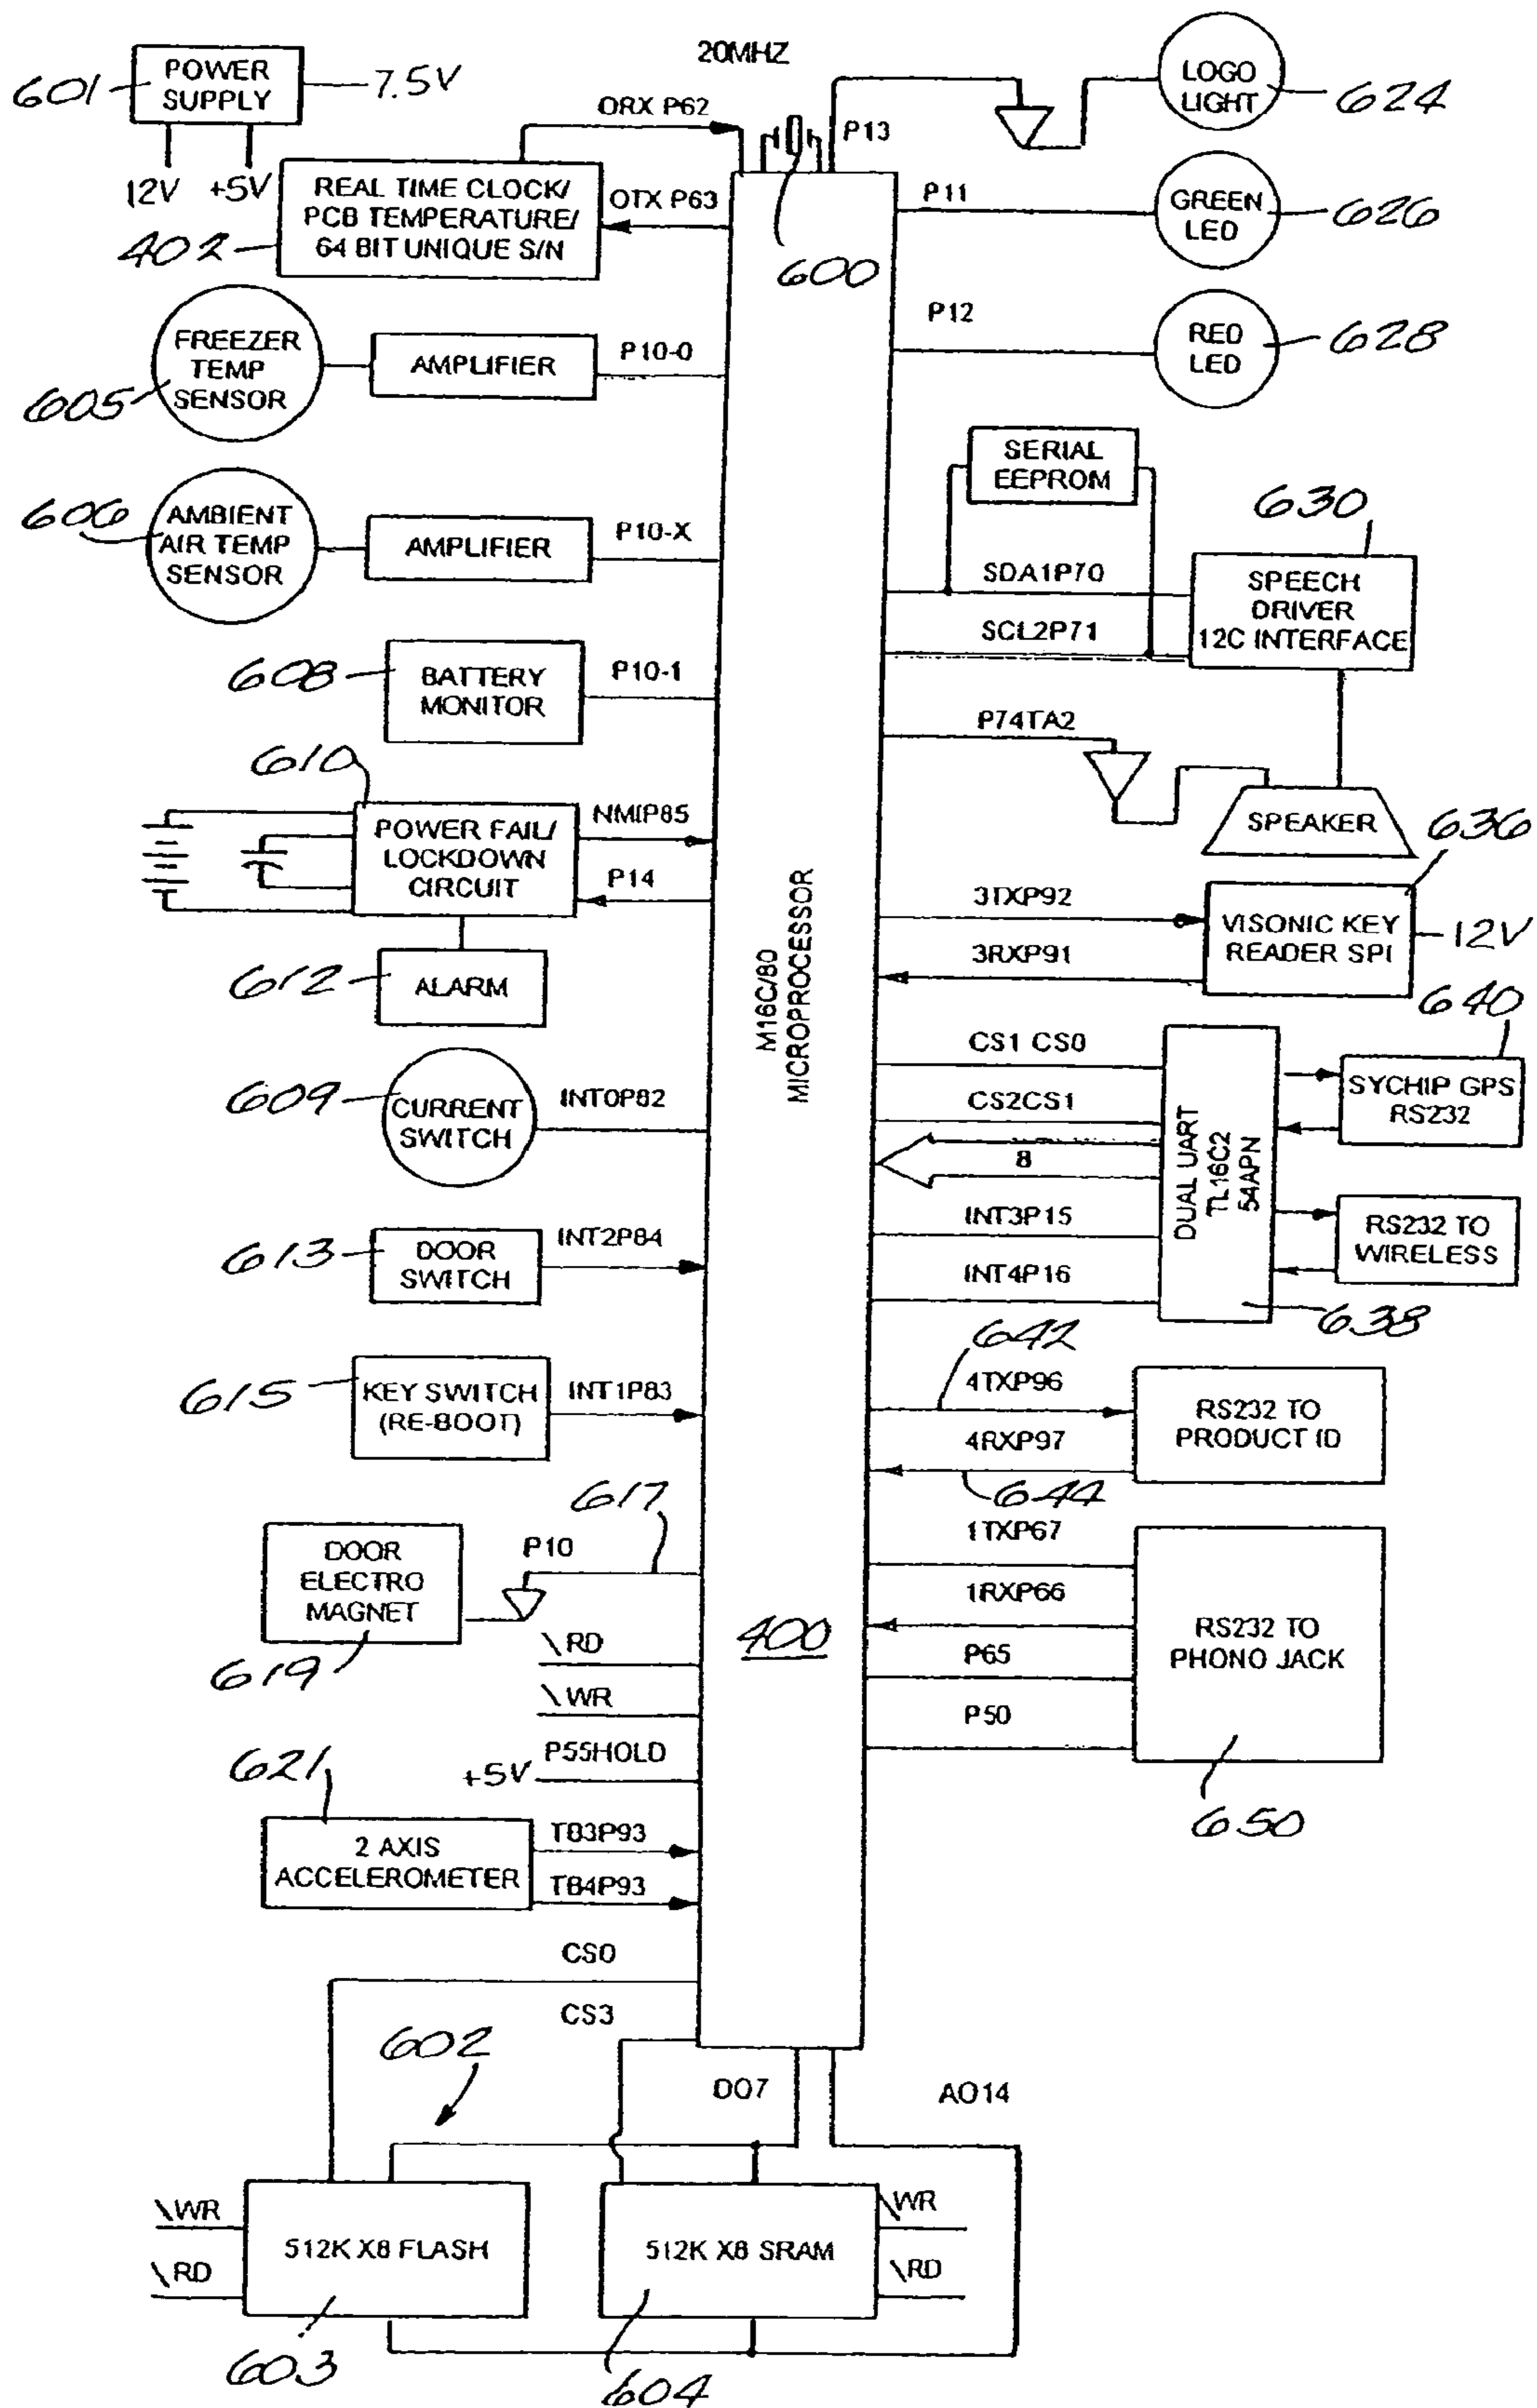 20MHZ
601
POWER
SUPPLY
7.5V
12V
+5V
ORX P62
OTX P63
REAL TIME CLOCK/
PCB TEMPERATURE/
64 BIT UNIQUE S/N
402
600
P13
LOGO
LIGHT
624
P11
GREEN
LED
626
P12
RED
LED
628
FREEZER
TEMP
SENSOR
605
AMPLIFIER
P10-0
606
AMBIENT
AIR TEMP
SENSOR
AMPLIFIER
P10-X
SERIAL
EEPROM
630
SDA1P70
SCL2P71
SPEECH
DRIVER
12C INTERFACE
608
BATTERY
MONITOR
P10-1
P74TA2
SPEAKER
610
POWER FAIL/
LOCKDOWN
CIRCUIT
NMIP85
P14
612
ALARM
636
3TXP92
3RXP91
VISONIC KEY
READER SPI
12V
M16C/80
MICROPROCESSOR
609
CURRENT
SWITCH
INT0P82
CS1 CS0
CS2CS1
8
INT3P15
INT4P16
DUAL UART
TL16C2
54APN
640
SYCHIP GPS
RS232
RS232 TO
WIRELESS
638
613
DOOR
SWITCH
INT2P84
615
KEY SWITCH
(RE-BOOT)
INT1P83
642
4TXP96
4RXP97
644
RS232 TO
PRODUCT ID
617
DOOR
ELECTRO
MAGNET
P10
619
\RD
\WR
P55HOLD
+5V
400
1TXP67
1RXP66
P65
P50
RS232 TO
PHONO JACK
650
621
2 AXIS
ACCELEROMETER
TB3P93
TB4P93
CS0
CS3
602
DO7
AO14
\WR
\RD
512K X8 FLASH
603
512K X8 SRAM
604
\WR
\RD